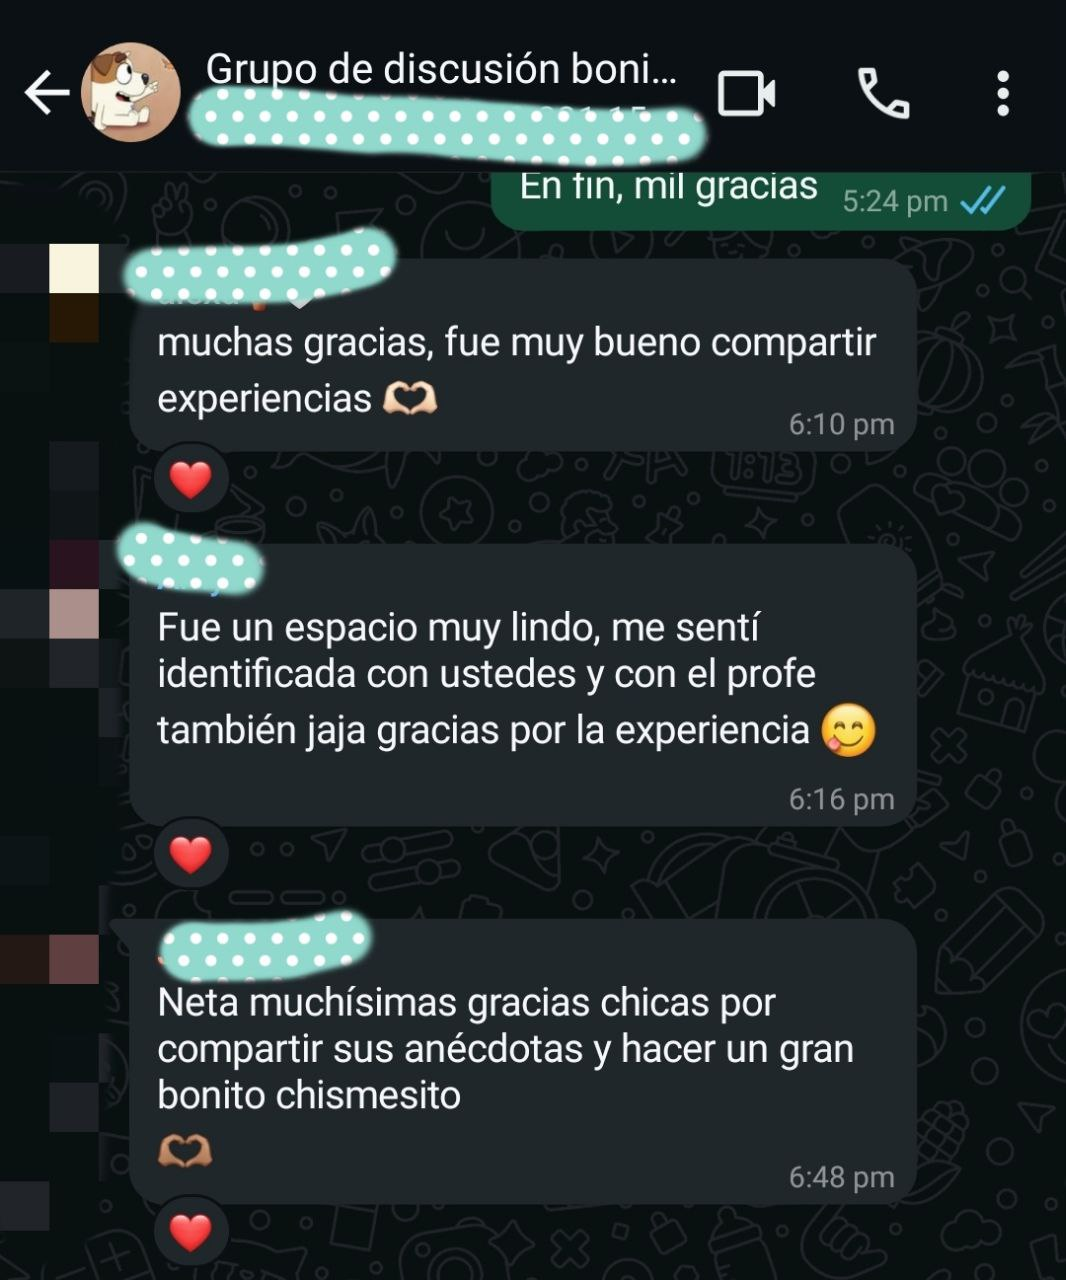 Grupo de discusión boni...
En fin, mil gracias
5:24 pm
muchas gracias, fue muy bueno compartir
experiencias 🫶🏻
6:10 pm
❤️
Fue un espacio muy lindo, me sentí
identificada con ustedes y con el profe
también jaja gracias por la experiencia 😋
6:16 pm
❤️
Neta muchísimas gracias chicas por
compartir sus anécdotas y hacer un gran
bonito chismesito
🫶🏽
6:48 pm
❤️